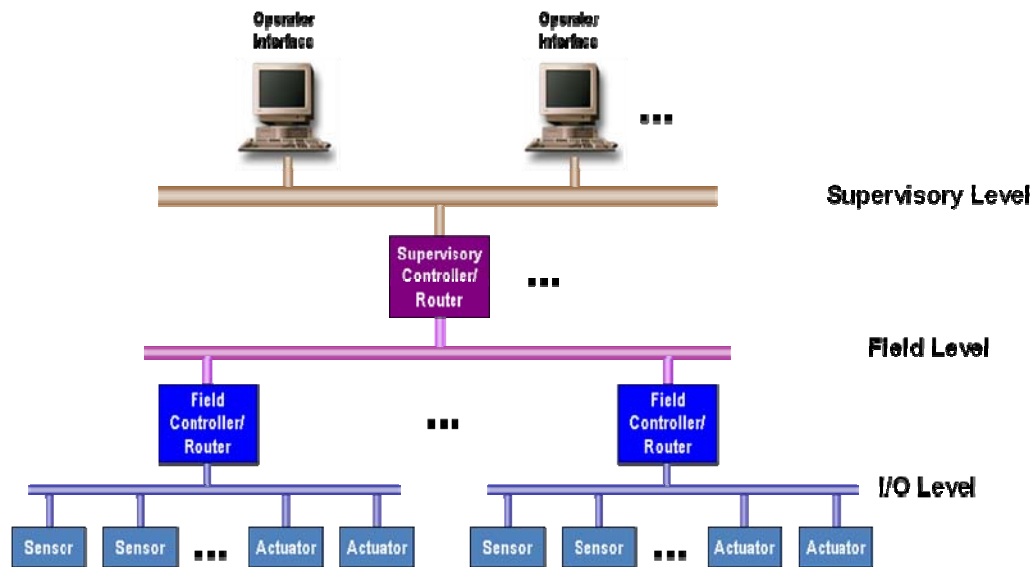 Operator
Interface
Operator
Interface
...
Supervisory Level
Supervisory
Controller/
Router
...
Field Level
Field
Controller/
Router
...
Field
Controller/
Router
I/O Level
Sensor
Sensor
...
Actuator
Actuator
Sensor
Sensor
...
Actuator
Actuator